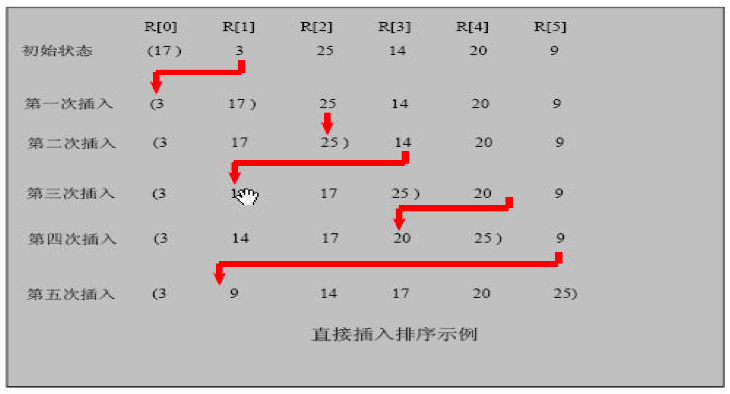 R[0] R[1] R[2] R[3] R[4] R[5]
初始状态 (17) 3 25 14 20 9
第一次插入 (3 17) 25 14 20 9
第二次插入 (3 17 25) 14 20 9
第三次插入 (3 17 25) 20 9
第四次插入 (3 14 17 20 25) 9
第五次插入 (3 9 14 17 20 25)
直接插入排序示例